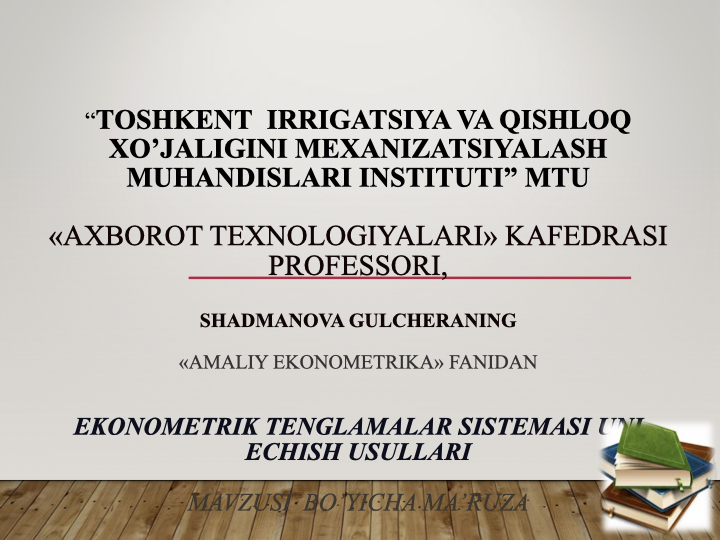 “TOSHKENT IRRIGATSIYA VA QISHLOQ
XO’JALIGINI MEXANIZATSIYALASH
MUHANDISLARI INSTITUTI” MTU
«AXBOROT TEXNOLOGIYALARI» KAFEDRASI
PROFESSORI,
SHADMANOVA GULCHERANING
«AMALIY EKONOMETRIKA» FANIDAN
EKONOMETRIK TENGLAMALAR SISTEMASI UNI
ECHISH USULLARI
MAVZUSI BO’YICHA MA’RUZA